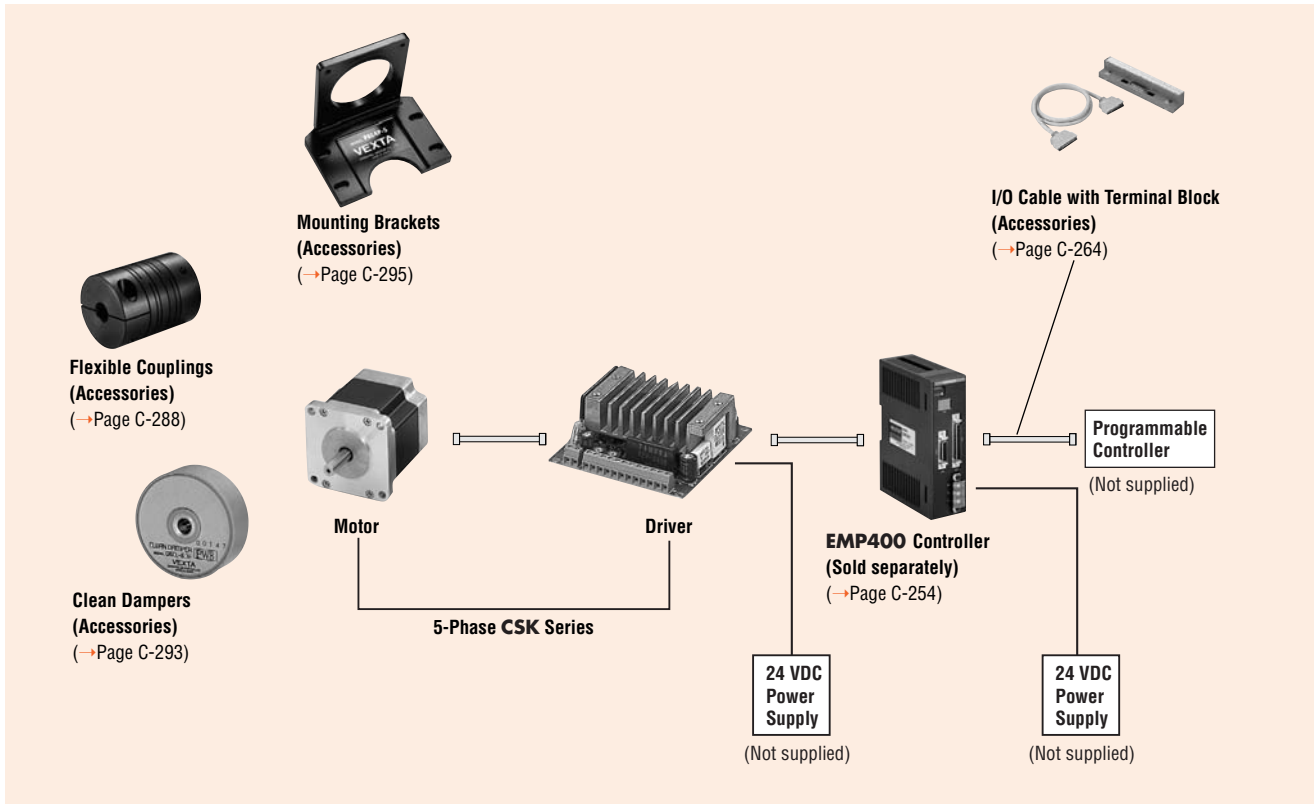 Mounting Brackets
(Accessories)
(→Page C-295)
VEXTA
I/O Cable with Terminal Block
(Accessories)
(→Page C-264)
Flexible Couplings
(Accessories)
(→Page C-288)
Clean Dampers
(Accessories)
(→Page C-293)
CLEAN DAMPER
VEXTA
Motor
Driver
5-Phase CSK Series
EMP400 Controller
(Sold separately)
(→Page C-254)
Programmable
Controller
(Not supplied)
24 VDC
Power
Supply
(Not supplied)
24 VDC
Power
Supply
(Not supplied)